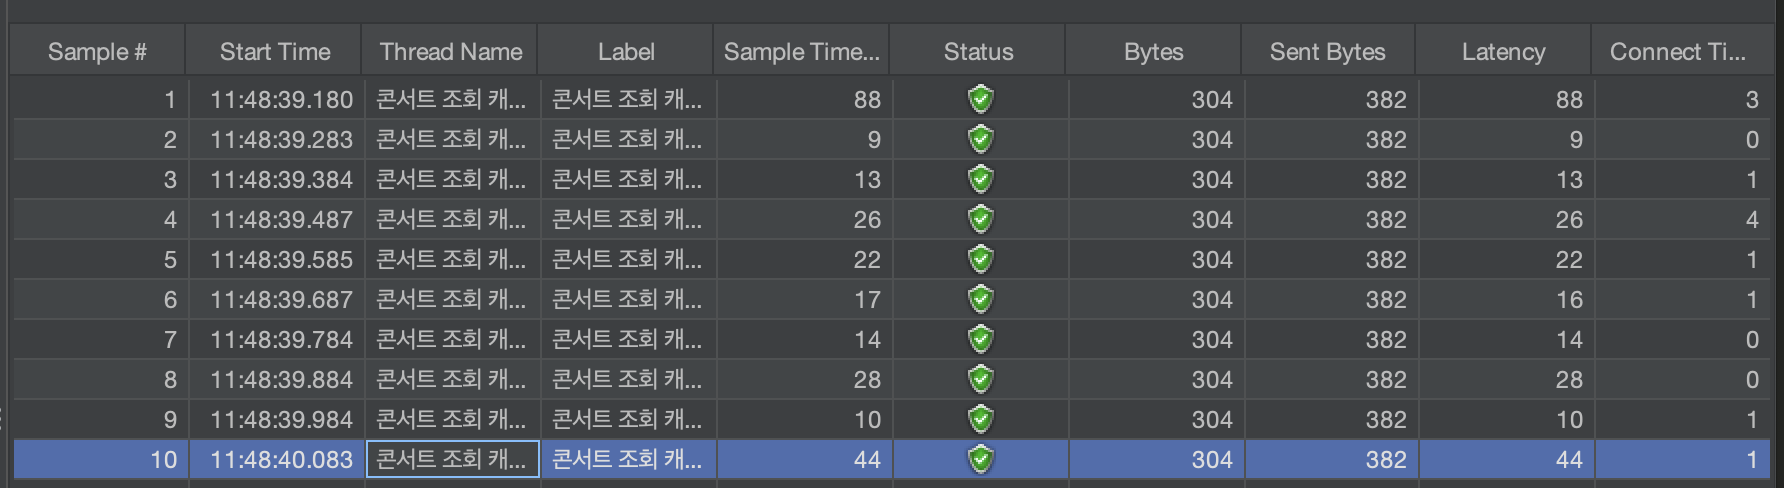 Sample # Start Time Thread Name Label Sample Time... Status Bytes Sent Bytes Latency Connect Ti...
1 11:48:39.180 콘서트 조회 캐... 콘서트 조회 캐... 88 304 382 88 3
2 11:48:39.283 콘서트 조회 캐... 콘서트 조회 캐... 9 304 382 9 0
3 11:48:39.384 콘서트 조회 캐... 콘서트 조회 캐... 13 304 382 13 1
4 11:48:39.487 콘서트 조회 캐... 콘서트 조회 캐... 26 304 382 26 4
5 11:48:39.585 콘서트 조회 캐... 콘서트 조회 캐... 22 304 382 22 1
6 11:48:39.687 콘서트 조회 캐... 콘서트 조회 캐... 17 304 382 16 1
7 11:48:39.784 콘서트 조회 캐... 콘서트 조회 캐... 14 304 382 14 0
8 11:48:39.884 콘서트 조회 캐... 콘서트 조회 캐... 28 304 382 28 0
9 11:48:39.984 콘서트 조회 캐... 콘서트 조회 캐... 10 304 382 10 1
10 11:48:40.083 콘서트 조회 캐... 콘서트 조회 캐... 44 304 382 44 1